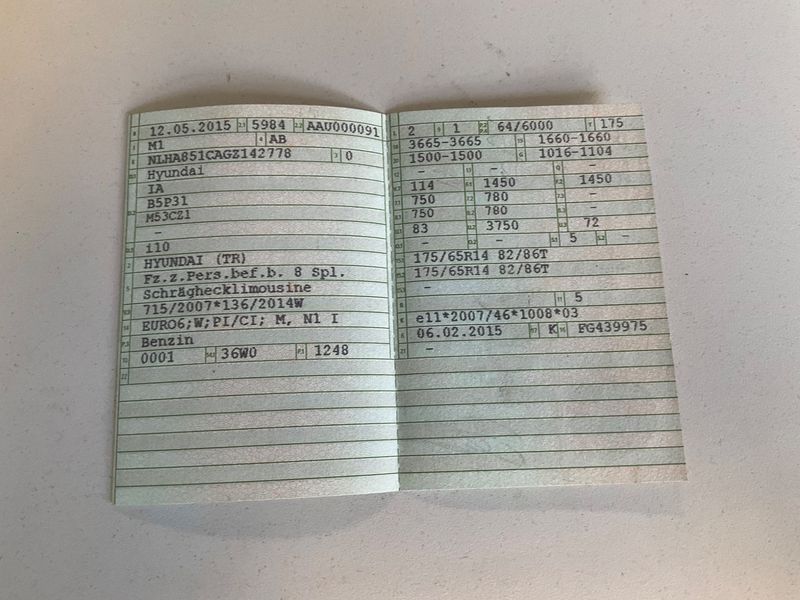 12.05.2015 5984 AAU000091
M1 AB
NLHA851CAGZ142778 0
Hyundai
IA
B5P31
M53CZ1
–
i10
HYUNDAI (TR)
Fz.z.Pers.bef.b. 8 Spl.
Schräghecklimousine
715/2007*136/2014W
EURO6;W;PI/CI; M, N1 I
Benzin
0001 36W0 1248
2 1 64/6000 175
3665-3665 1660-1660
1500-1500 1016-1104
– – –
114 1450 1450
750 780 –
750 780 –
83 3750 72
– – 5 –
175/65R14 82/86T
175/65R14 82/86T
–
5
e11*2007/46*1008*03
06.02.2015 K FG439975
–